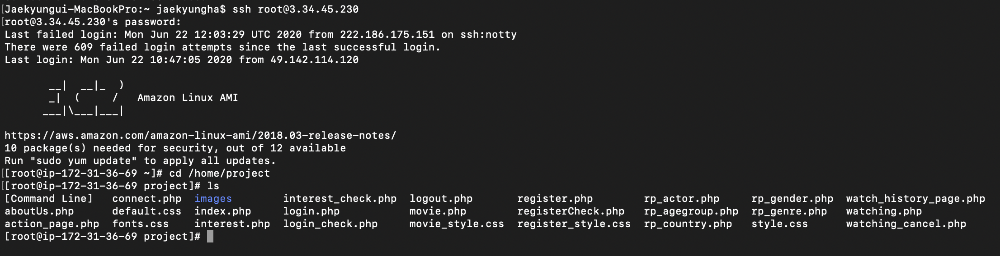 [Jaekyungui-MacBookPro:~ jaekyungha$ ssh root@3.34.45.230
[root@3.34.45.230's password:
Last failed login: Mon Jun 22 12:03:29 UTC 2020 from 222.186.175.151 on ssh:notty
There were 609 failed login attempts since the last successful login.
Last login: Mon Jun 22 10:47:05 2020 from 49.142.114.120
       __|  __|_  )
       _|  (     /   Amazon Linux AMI
      ___|\___|___|
https://aws.amazon.com/amazon-linux-ami/2018.03-release-notes/
10 package(s) needed for security, out of 12 available
Run "sudo yum update" to apply all updates.
[[root@ip-172-31-36-69 ~]# cd /home/project
[[root@ip-172-31-36-69 project]# ls
[Command Line]   connect.php  images        interest_check.php  logout.php       register.php        rp_actor.php     rp_gender.php  watch_history_page.php
aboutUs.php      default.css  index.php     login.php           movie.php        registerCheck.php   rp_agegroup.php  rp_genre.php   watching.php
action_page.php  fonts.css    interest.php  login_check.php     movie_style.css  register_style.css  rp_country.php   style.css      watching_cancel.php
[root@ip-172-31-36-69 project]#